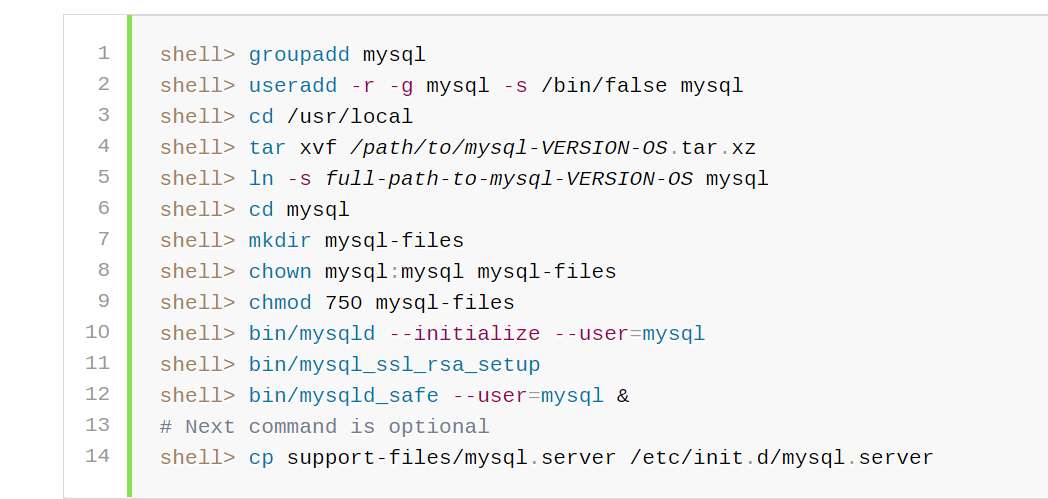 1 shell> groupadd mysql
2 shell> useradd -r -g mysql -s /bin/false mysql
3 shell> cd /usr/local
4 shell> tar xvf /path/to/mysql-VERSION-OS.tar.xz
5 shell> ln -s full-path-to-mysql-VERSION-OS mysql
6 shell> cd mysql
7 shell> mkdir mysql-files
8 shell> chown mysql:mysql mysql-files
9 shell> chmod 750 mysql-files
10 shell> bin/mysqld --initialize --user=mysql
11 shell> bin/mysql_ssl_rsa_setup
12 shell> bin/mysqld_safe --user=mysql &
13 # Next command is optional
14 shell> cp support-files/mysql.server /etc/init.d/mysql.server